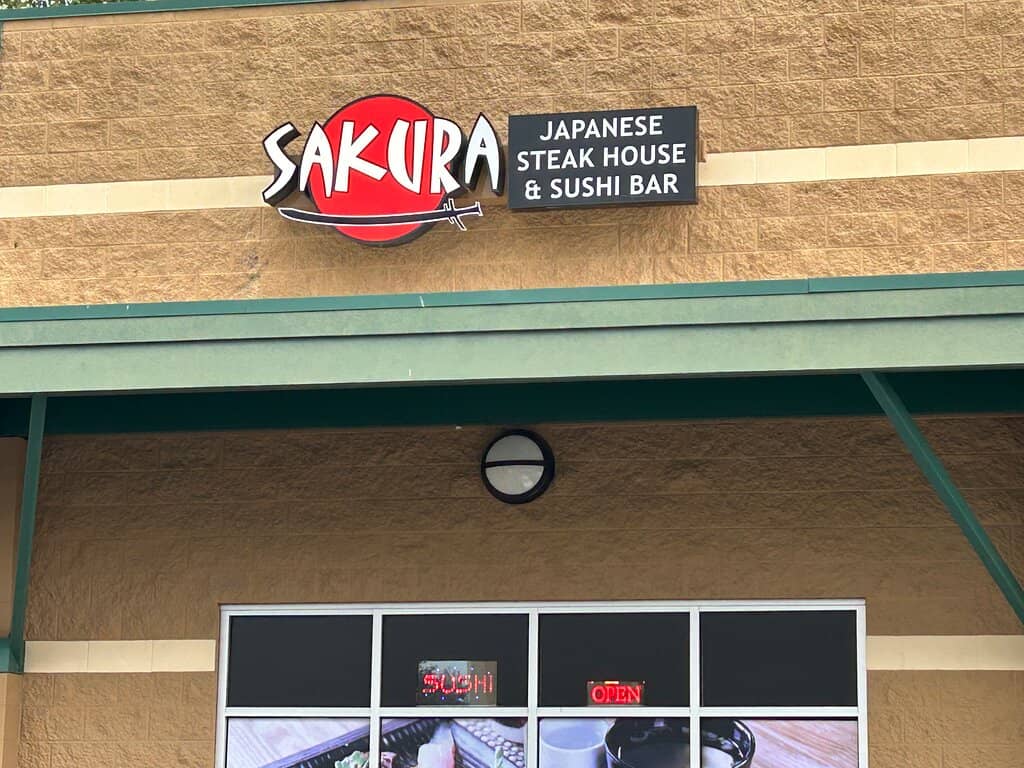 SAKURA
JAPANESE
STEAK HOUSE
& SUSHI BAR
SUSHI
OPEN